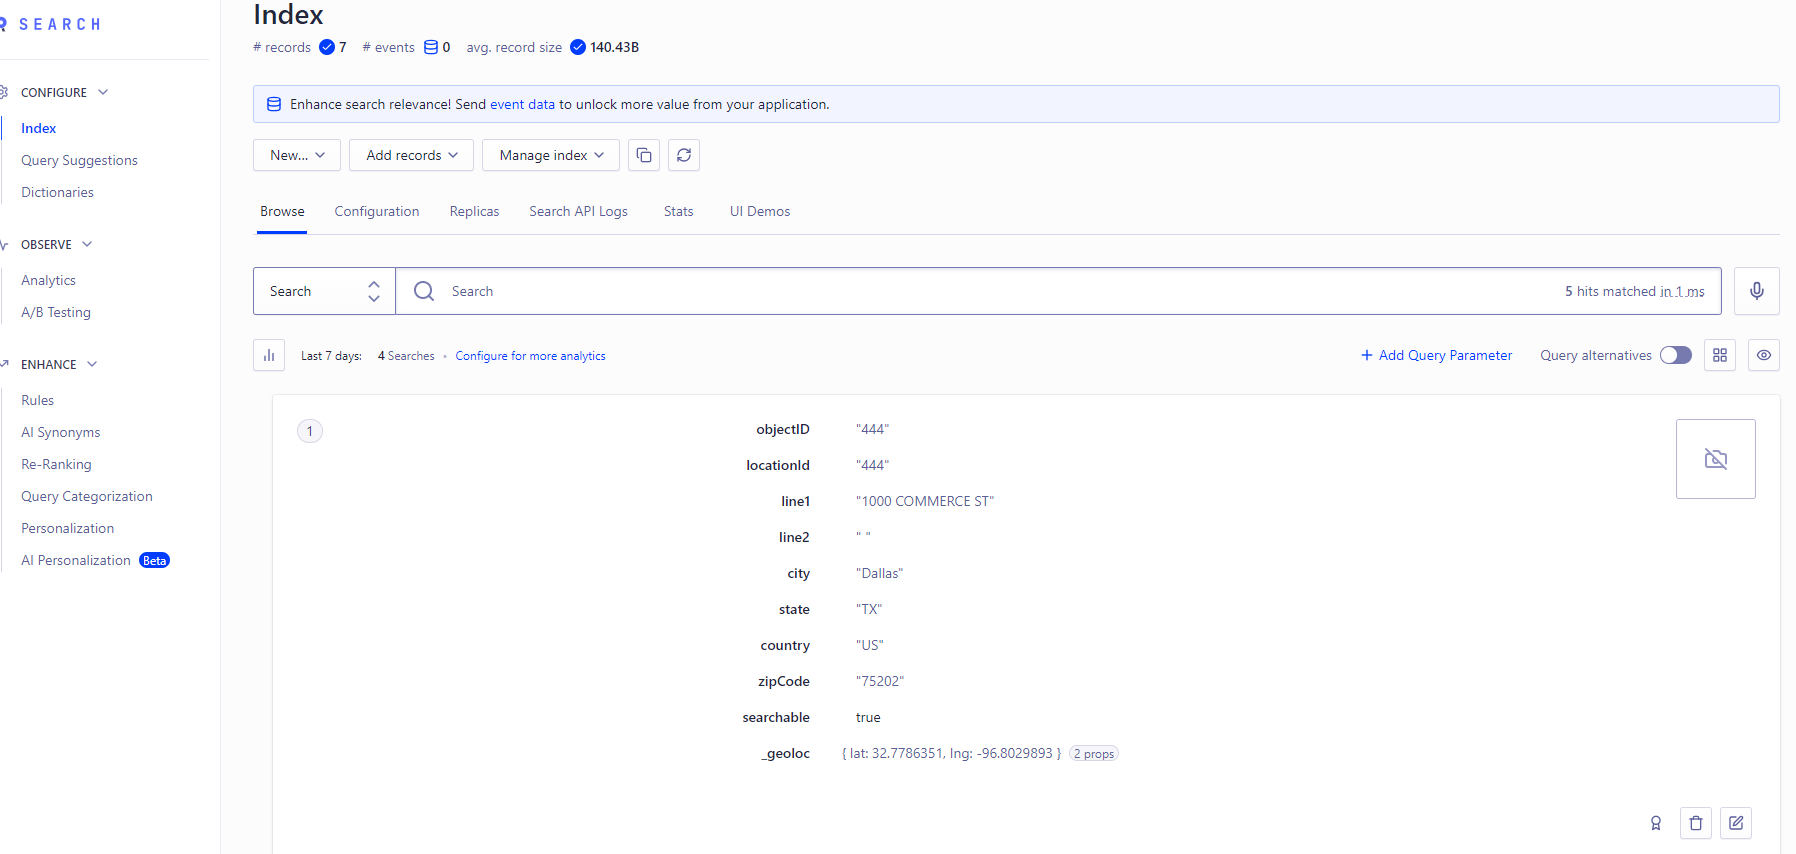 SEARCH
CONFIGURE
Index
Query Suggestions
Dictionaries
OBSERVE
Analytics
A/B Testing
ENHANCE
Rules
AI Synonyms
Re-Ranking
Query Categorization
Personalization
AI Personalization Beta
Index
# records 7 # events 0 avg. record size 140.43B
Enhance search relevance! Send event data to unlock more value from your application.
New... Add records Manage index
Browse Configuration Replicas Search API Logs Stats UI Demos
Search Search 5 hits matched in 1 ms
Last 7 days: 4 Searches • Configure for more analytics + Add Query Parameter Query alternatives
1
objectID "444"
locationId "444"
line1 "1000 COMMERCE ST"
line2 " "
city "Dallas"
state "TX"
country "US"
zipCode "75202"
searchable true
_geoloc { lat: 32.7786351, lng: -96.8029893 } 2 props